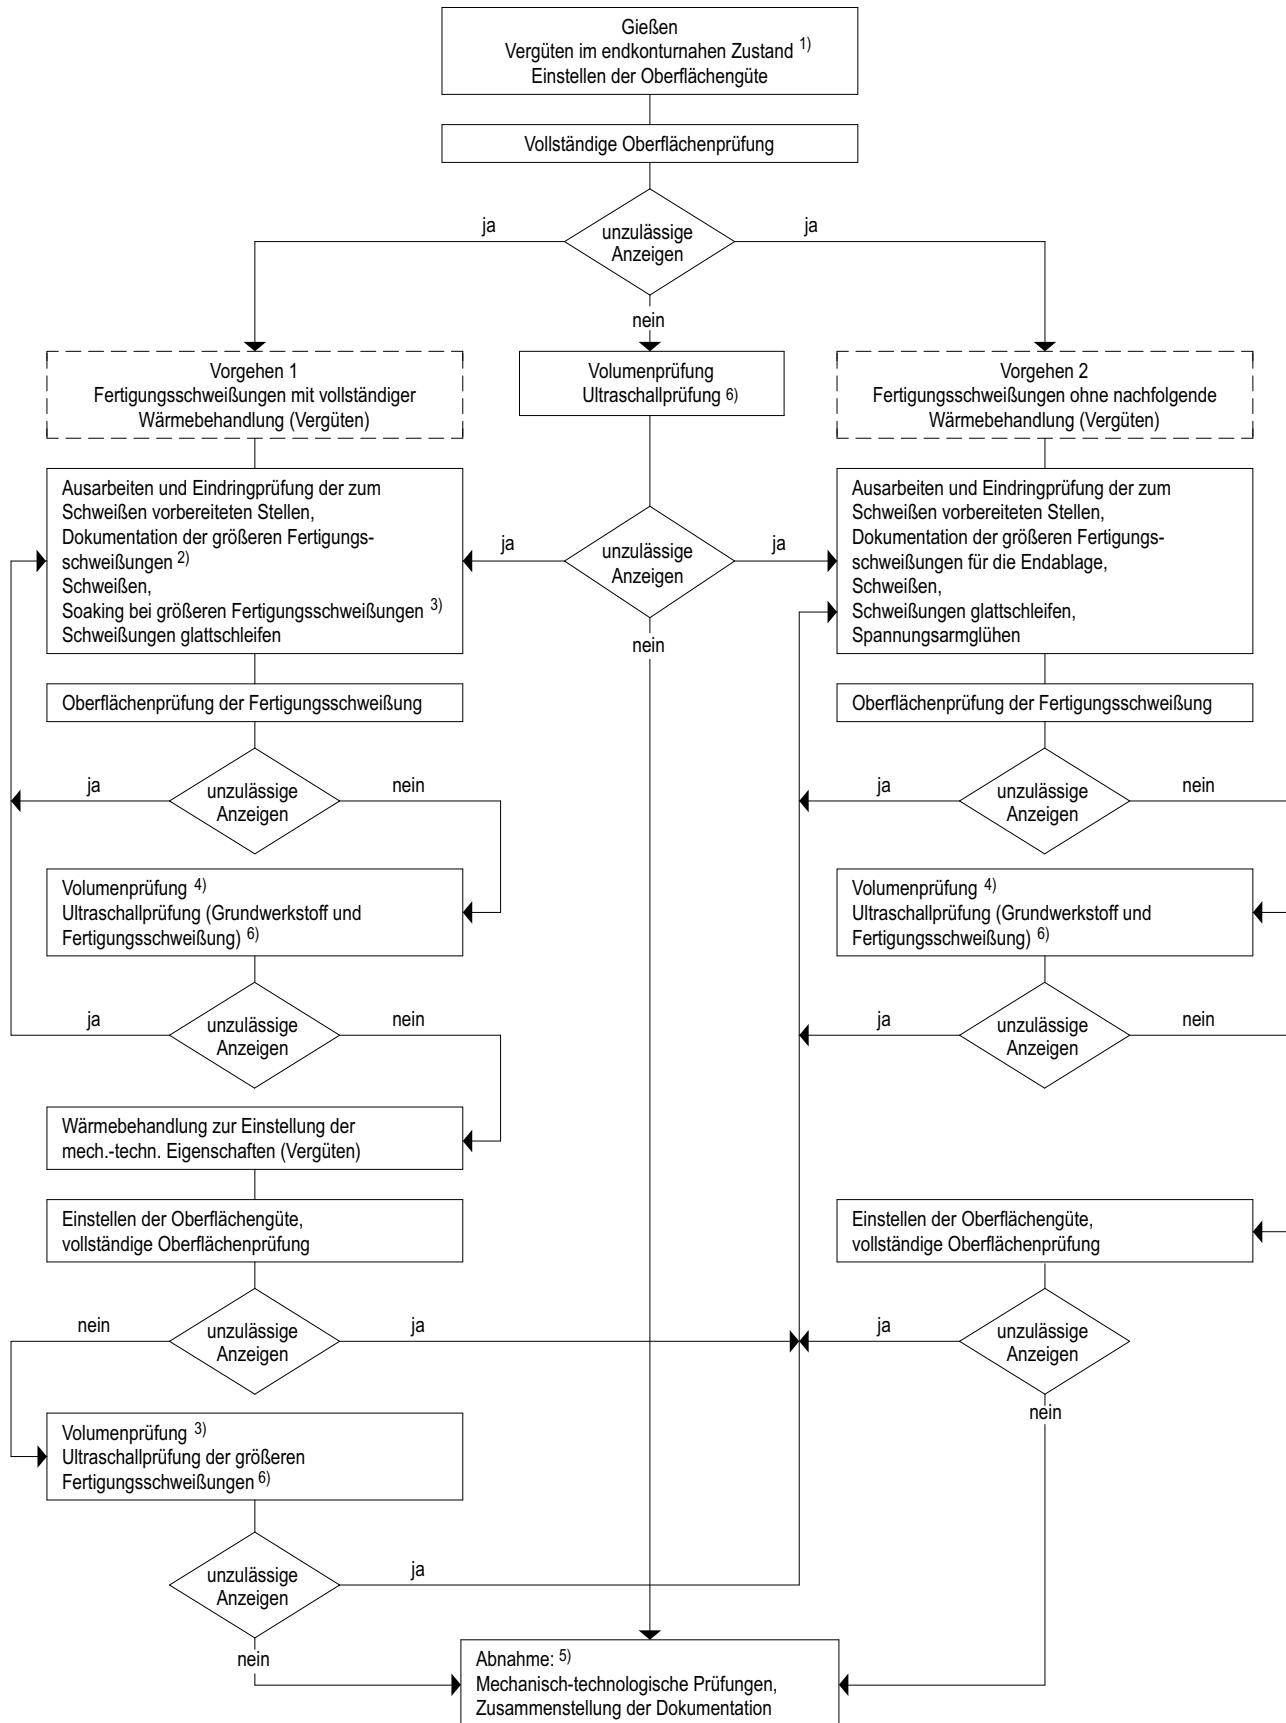 Gießen
Vergüten im endkonturnahen Zustand 1)
Einstellen der Oberflächengüte
Vollständige Oberflächenprüfung
ja
unzulässige
Anzeigen
ja
nein
Vorgehen 1
Fertigungsschweißungen mit vollständiger
Wärmebehandlung (Vergüten)
Volumenprüfung
Ultraschallprüfung 6)
Vorgehen 2
Fertigungsschweißungen ohne nachfolgende
Wärmebehandlung (Vergüten)
Ausarbeiten und Eindringprüfung der zum
Schweißen vorbereiteten Stellen,
Dokumentation der größeren Fertigungs-
schweißungen 2)
Schweißen,
Soaking bei größeren Fertigungsschweißungen 3)
Schweißungen glattschleifen
ja
unzulässige
Anzeigen
ja
nein
Ausarbeiten und Eindringprüfung der zum
Schweißen vorbereiteten Stellen,
Dokumentation der größeren Fertigungs-
schweißungen für die Endablage,
Schweißen,
Schweißungen glattschleifen,
Spannungsarmglühen
Oberflächenprüfung der Fertigungsschweißung
Oberflächenprüfung der Fertigungsschweißung
ja
unzulässige
Anzeigen
nein
ja
unzulässige
Anzeigen
nein
Volumenprüfung 4)
Ultraschallprüfung (Grundwerkstoff und
Fertigungsschweißung) 6)
Volumenprüfung 4)
Ultraschallprüfung (Grundwerkstoff und
Fertigungsschweißung) 6)
ja
unzulässige
Anzeigen
nein
ja
unzulässige
Anzeigen
nein
Wärmebehandlung zur Einstellung der
mech.-techn. Eigenschaften (Vergüten)
Einstellen der Oberflächengüte,
vollständige Oberflächenprüfung
Einstellen der Oberflächengüte,
vollständige Oberflächenprüfung
nein
unzulässige
Anzeigen
ja
ja
unzulässige
Anzeigen
nein
Volumenprüfung 3)
Ultraschallprüfung der größeren
Fertigungsschweißungen 6)
unzulässige
Anzeigen
ja
nein
Abnahme: 5)
Mechanisch-technologische Prüfungen,
Zusammenstellung der Dokumentation